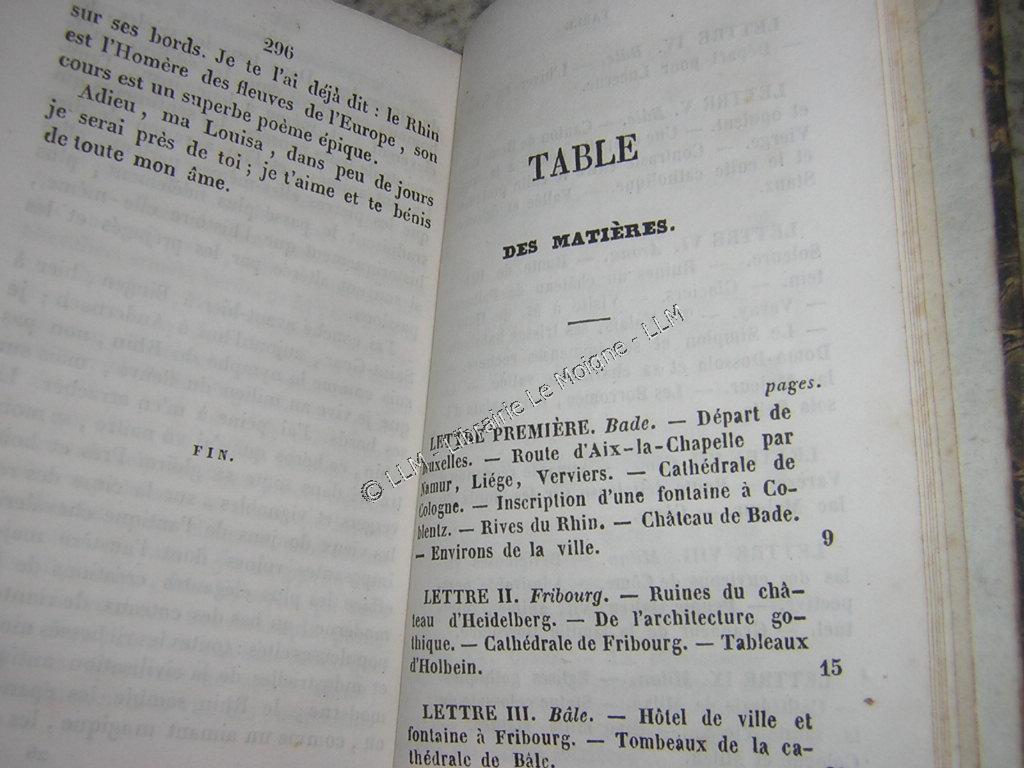 296
sur ses bords. Je te l'ai déjà dit : le Rhin
est l'Homère des fleuves de l'Europe, son
cours est un superbe poème épique.
Adieu, ma Louisa, dans peu de jours
je serai près de toi ; je t'aime et te bénis
de toute mon âme.
FIN.
TABLE
DES MATIÈRES.
pages.
LETTRE PREMIÈRE. Bade. — Départ de
Bruxelles. — Route d'Aix-la-Chapelle par
Namur, Liége, Verviers. — Cathédrale de
Cologne. — Inscription d'une fontaine à Co-
blentz. — Rives du Rhin. — Château de Bade.
— Environs de la ville. 9
LETTRE II. Fribourg. — Ruines du châ-
teau d'Heidelberg. — De l'architecture go-
thique. — Cathédrale de Fribourg. — Tableaux
d'Holbein. 15
LETTRE III. Bâle. — Hôtel de ville et
fontaine à Fribourg. — Tombeaux de la ca-
thédrale de Bâle.
© LLM - Librairie Le Moigne - LLM